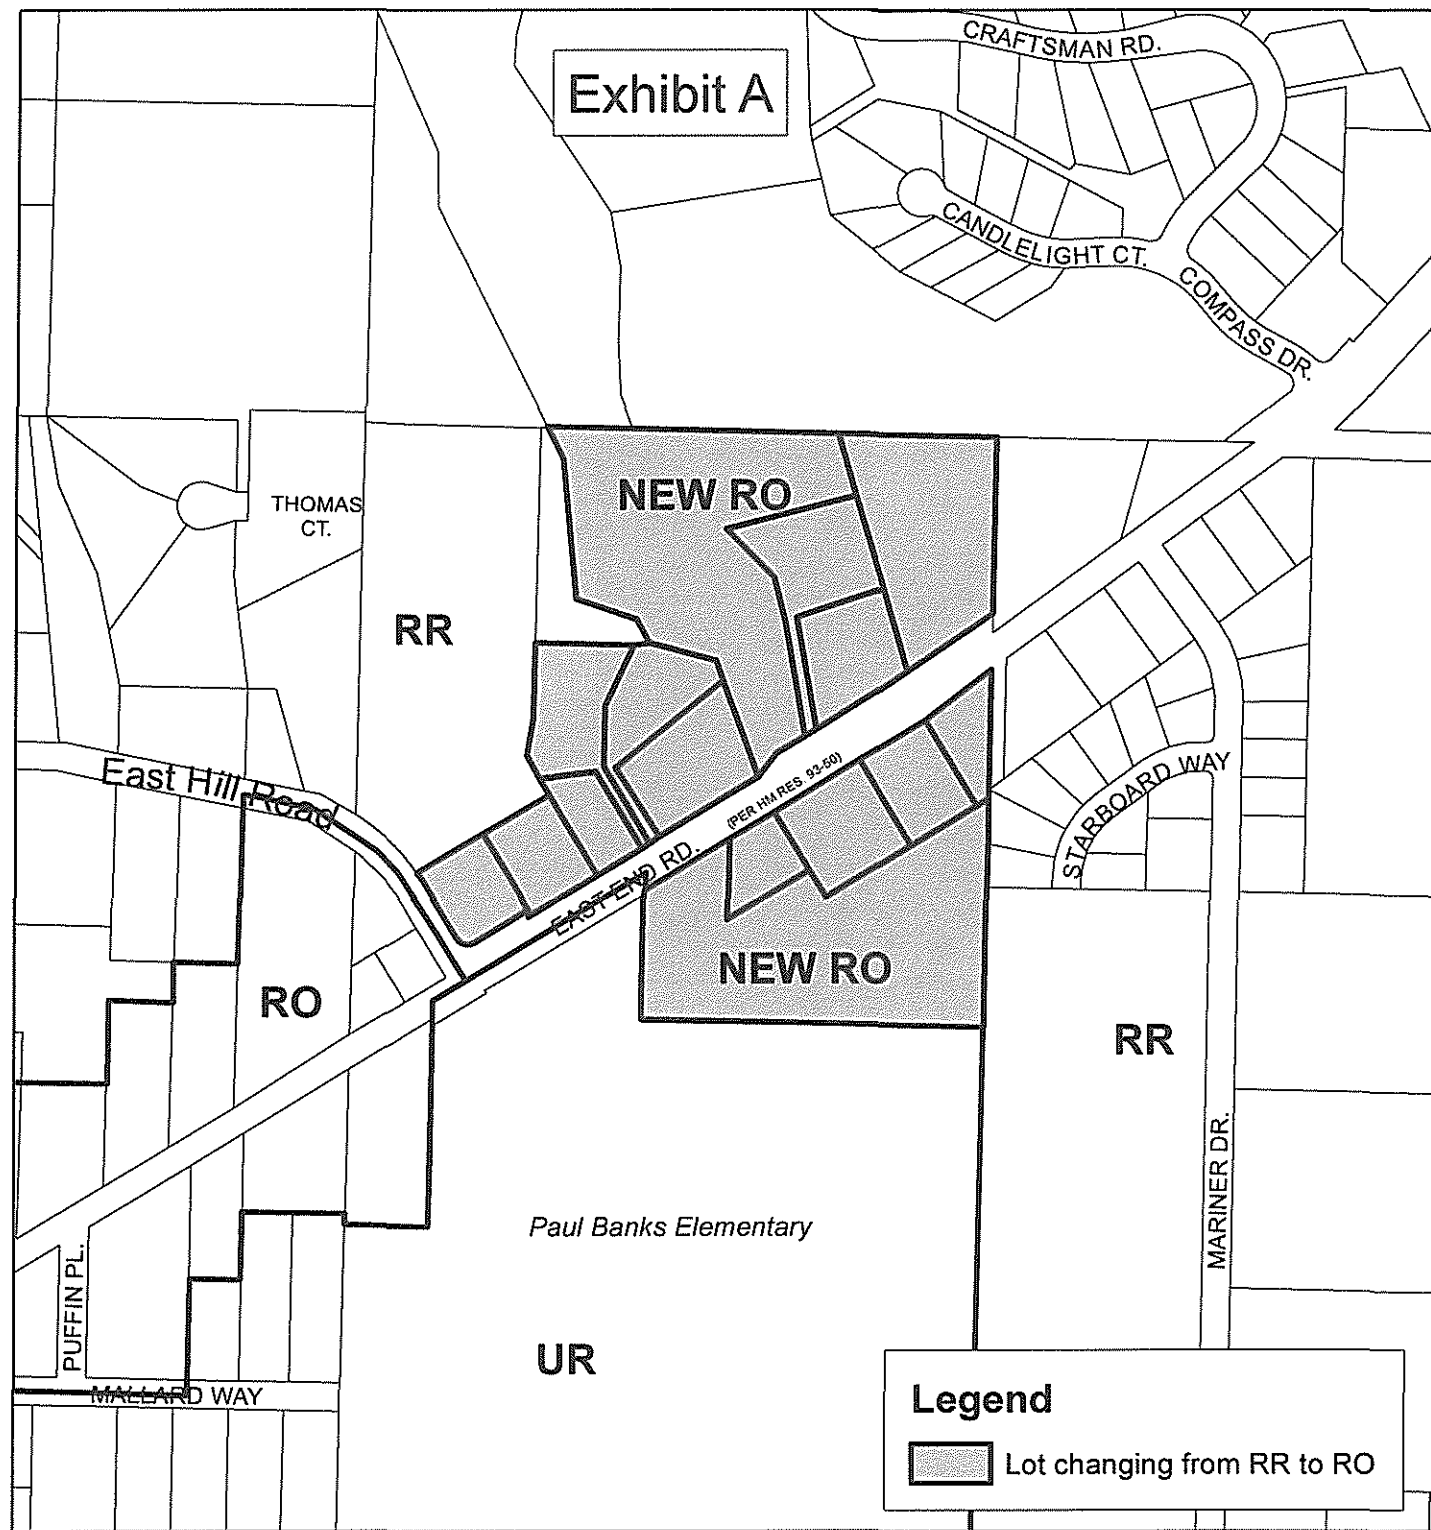 CRAFTSMAN RD.
Exhibit A
CANDLELIGHT CT.
COMPASS DR.
NEW RO
THOMAS
CT.
RR
East Hill Road
(PER HM RES. 93-50)
STARBOARD WAY
EAST END RD.
NEW RO
RO
RR
MARINER DR.
Paul Banks Elementary
PUFFIN PL.
UR
MALLARD WAY
Legend
Lot changing from RR to RO